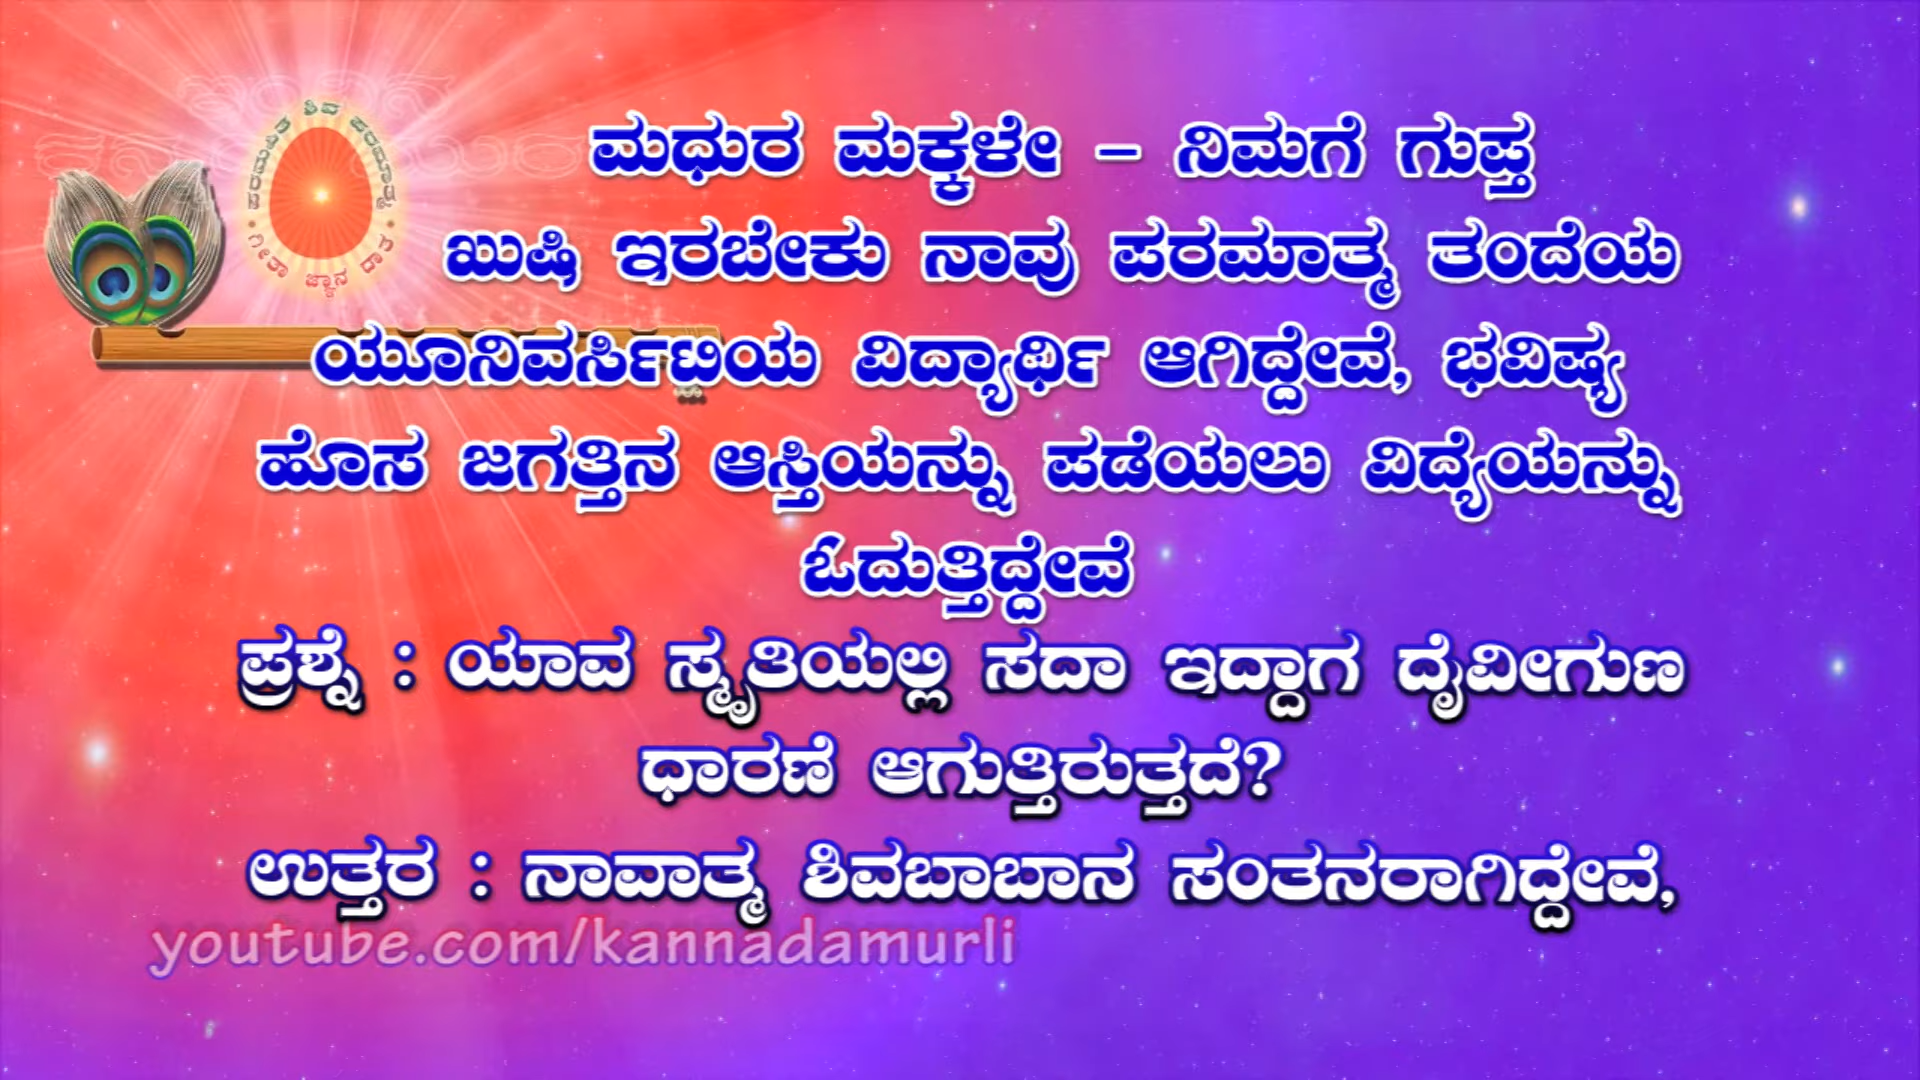 ಶಿವ ಪರಮಾತ್ಮ
ಗೀತಾ ಜ್ಞಾನ ದಾತ
ಮಧುರ ಮಕ್ಕಳೇ – ನಿಮಗೆ ಗುಪ್ತ
ಖುಷಿ ಇರಬೇಕು ನಾವು ಪರಮಾತ್ಮ ತಂದೆಯ
ಯೂನಿವರ್ಸಿಟಿಯ ವಿದ್ಯಾರ್ಥಿ ಆಗಿದ್ದೇವೆ, ಭವಿಷ್ಯ
ಹೊಸ ಜಗತ್ತಿನ ಆಸ್ತಿಯನ್ನು ಪಡೆಯಲು ವಿದ್ಯೆಯನ್ನು
ಓದುತ್ತಿದ್ದೇವೆ
ಪ್ರಶ್ನೆ : ಯಾವ ಸ್ಮೃತಿಯಲ್ಲಿ ಸದಾ ಇದ್ದಾಗ ದೈವೀಗುಣ
ಧಾರಣೆ ಆಗುತ್ತಿರುತ್ತದೆ?
ಉತ್ತರ : ನಾವಾತ್ಮ ಶಿವಬಾಬಾನ ಸಂತನರಾಗಿದ್ದೇವೆ,
youtube.com/kannadamurli